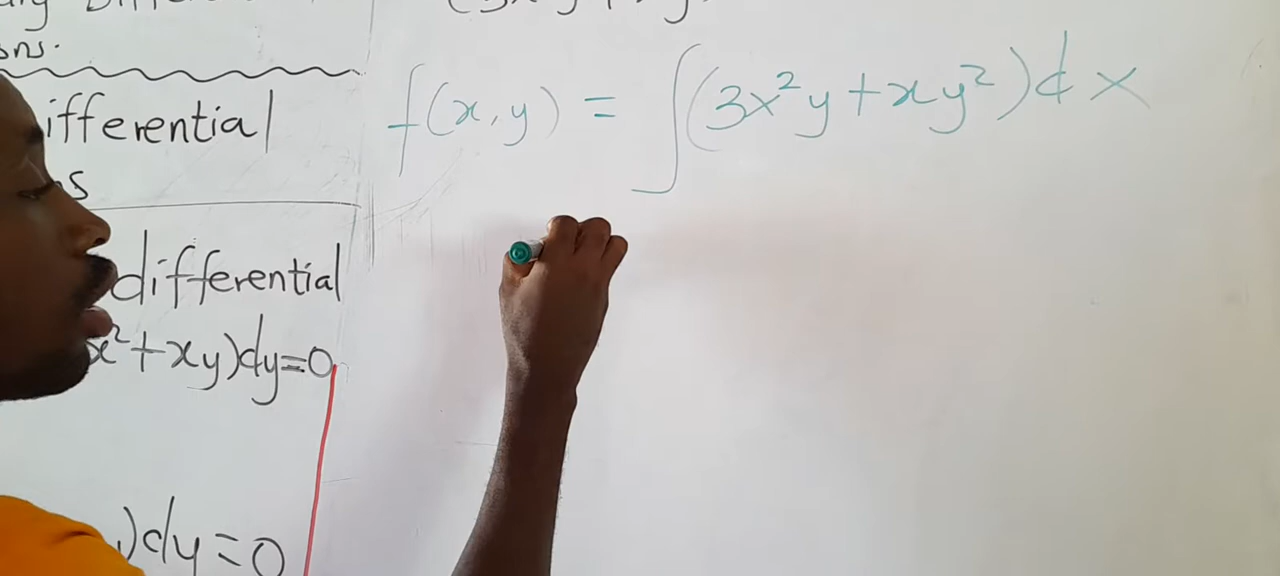 ons.
ifferential
s
differential
x²+xy)dy=0
)dy=0
f(x,y) = ∫(3x²y+xy²)dx